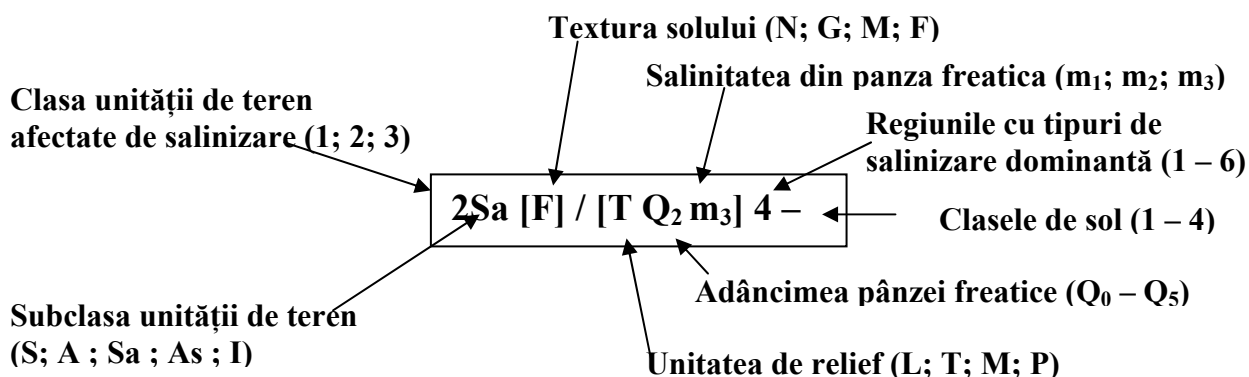 Textura solului (N; G; M; F)
Salinitatea din panza freatica (m₁; m₂; m₃)
Clasa unității de teren
afectate de salinizare (1; 2; 3)
Regiunile cu tipuri de
salinizare dominantă (1 – 6)
2Sa [F] / [T Q₂ m₃] 4 –
Clasele de sol (1 – 4)
Adâncimea pânzei freatice (Q₀ – Q₅)
Subclasa unității de teren
(S; A ; Sa ; As ; I)
Unitatea de relief (L; T; M; P)